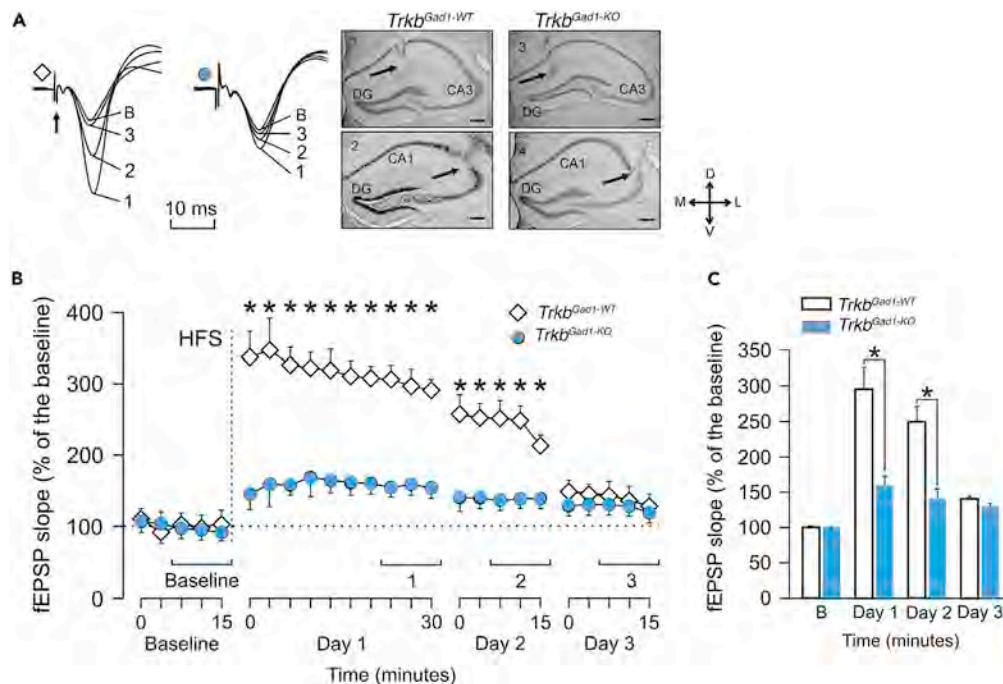 A
Trkb^Gad1-WT
Trkb^Gad1-KO
B
3
2
1
B
3
2
1
10 ms
1
DG
CA3
3
DG
CA3
2
CA1
DG
4
CA1
DG
D
M L
V
B
fEPSP slope (% of the baseline)
400
300
200
100
0
HFS
* * * * * * * * * *
* * * * *
Trkb^Gad1-WT
Trkb^Gad1-KO
Baseline
1
2
3
0 15
0 30
0 15
0 15
Baseline
Day 1
Day 2
Day 3
Time (minutes)
C
Trkb^Gad1-WT
Trkb^Gad1-KO
fEPSP slope (% of the baseline)
350
300
250
200
150
100
50
0
*
*
B Day 1 Day 2 Day 3
Time (minutes)